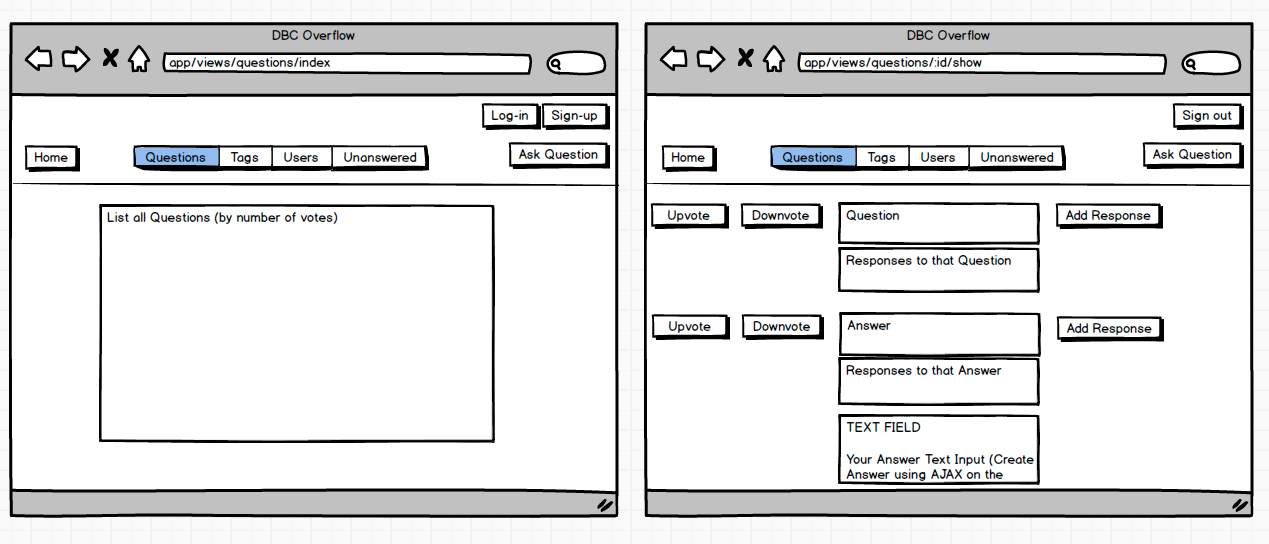 DBC Overflow
app/views/questions/index
Log-in Sign-up
Home Questions Tags Users Unanswered Ask Question
List all Questions (by number of votes)
DBC Overflow
app/views/questions/:id/show
Sign out
Home Questions Tags Users Unanswered Ask Question
Upvote Downvote Question Add Response
Responses to that Question
Upvote Downvote Answer Add Response
Responses to that Answer
TEXT FIELD
Your Answer Text Input (Create
Answer using AJAX on the